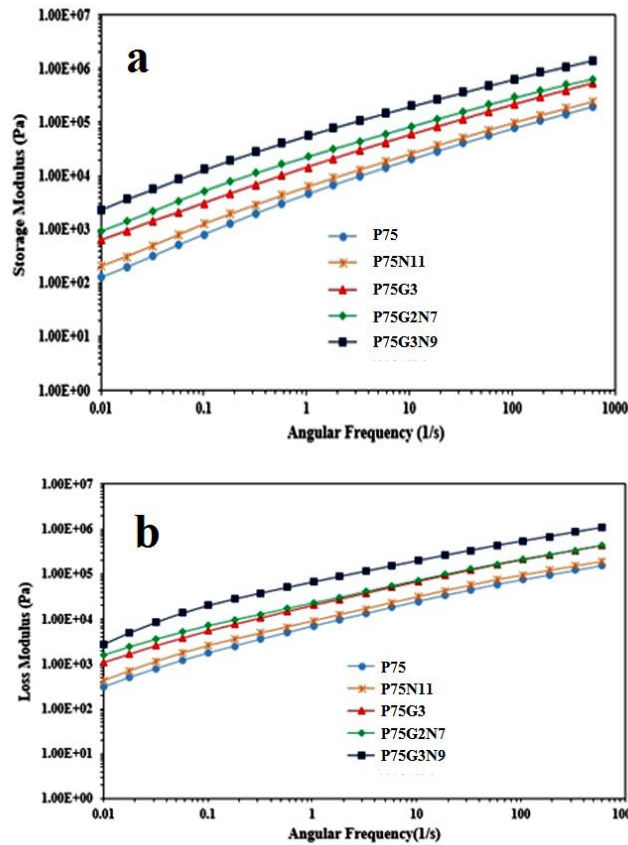 a
1.00E+07
1.00E+06
1.00E+05
1.00E+04
1.00E+03
1.00E+02
1.00E+01
1.00E+00
Storage Modulus (Pa)
P75
P75N11
P75G3
P75G2N7
P75G3N9
0.01 0.1 1 10 100
Angular Frequency (1/s)
b
1.00E+07
1.00E+06
1.00E+05
1.00E+04
1.00E+03
1.00E+02
1.00E+01
1.00E+00
Loss Modulus (Pa)
P75
P75N11
P75G3
P75G2N7
P75G3N9
0.01 0.1 1 10 100
Angular Frequency(1/s)